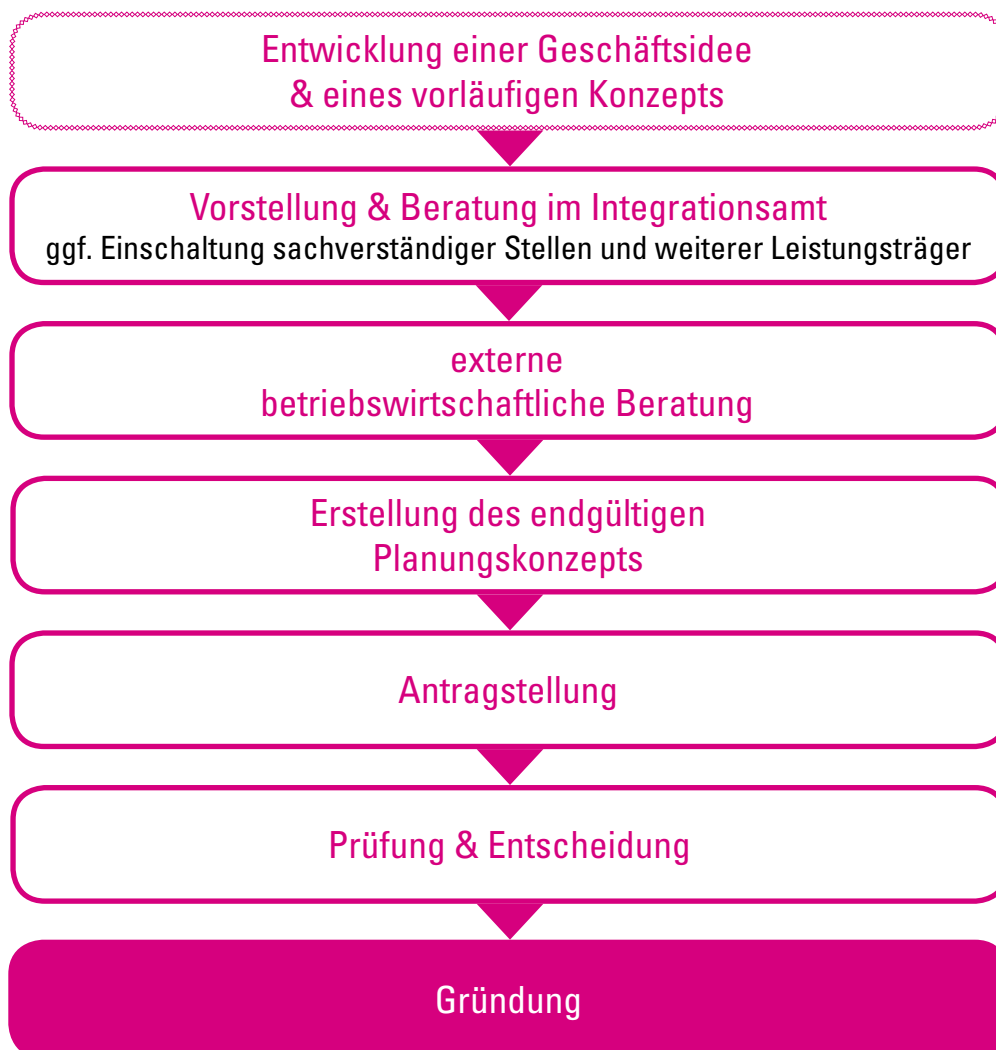 Entwicklung einer Geschäftsidee
& eines vorläufigen Konzepts
Vorstellung & Beratung im Integrationsamt
ggf. Einschaltung sachverständiger Stellen und weiterer Leistungsträger
externe
betriebswirtschaftliche Beratung
Erstellung des endgültigen
Planungskonzepts
Antragstellung
Prüfung & Entscheidung
Gründung